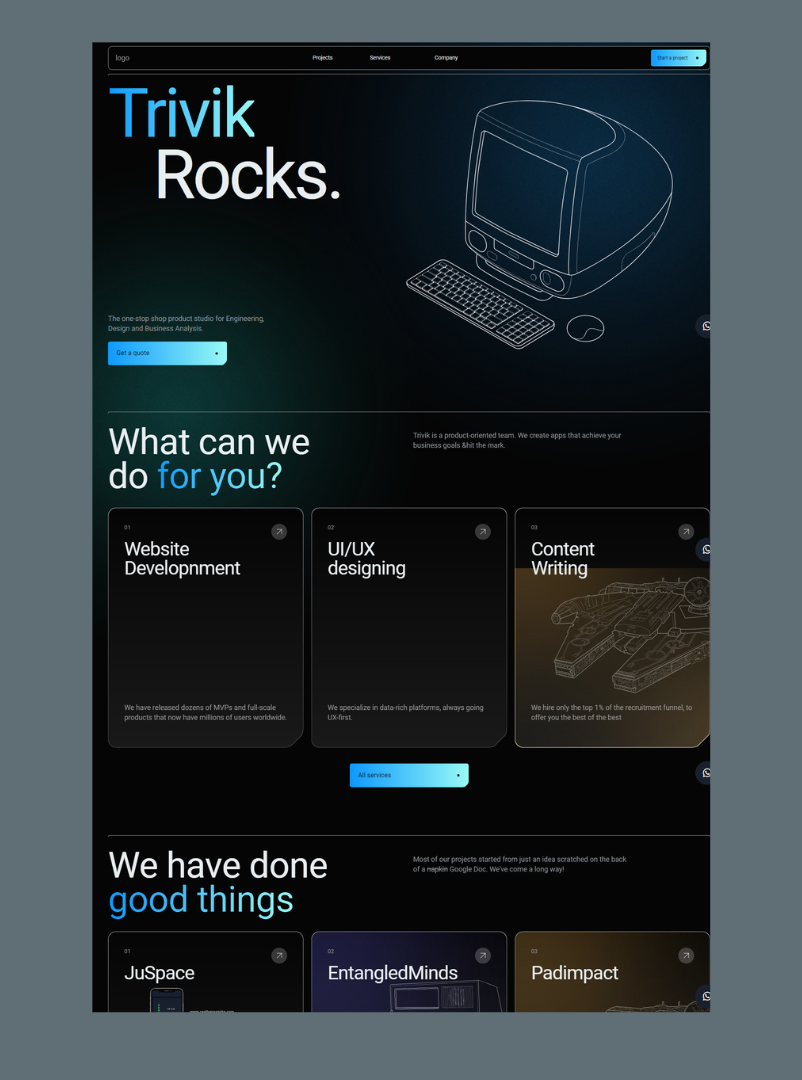 logo
Projects
Services
Company
Start a project
Trivik
Rocks.
The one-stop shop product studio for Engineering,
Design and Business Analysis.
Get a quote
What can we
do for you?
Trivik is a product-oriented team. We create apps that achieve your
business goals &hit the mark.
01
Website
Developnment
We have released dozens of MVPs and full-scale
products that now have millions of users worldwide.
02
UI/UX
designing
We specialize in data-rich platforms, always going
UX-first.
03
Content
Writing
We hire only the top 1% of the recruitment funnel, to
offer you the best of the best
All services
We have done
good things
Most of our projects started from just an idea scratched on the back
of a napkin Google Doc. We've come a long way!
01
JuSpace
02
EntangledMinds
03
Padimpact